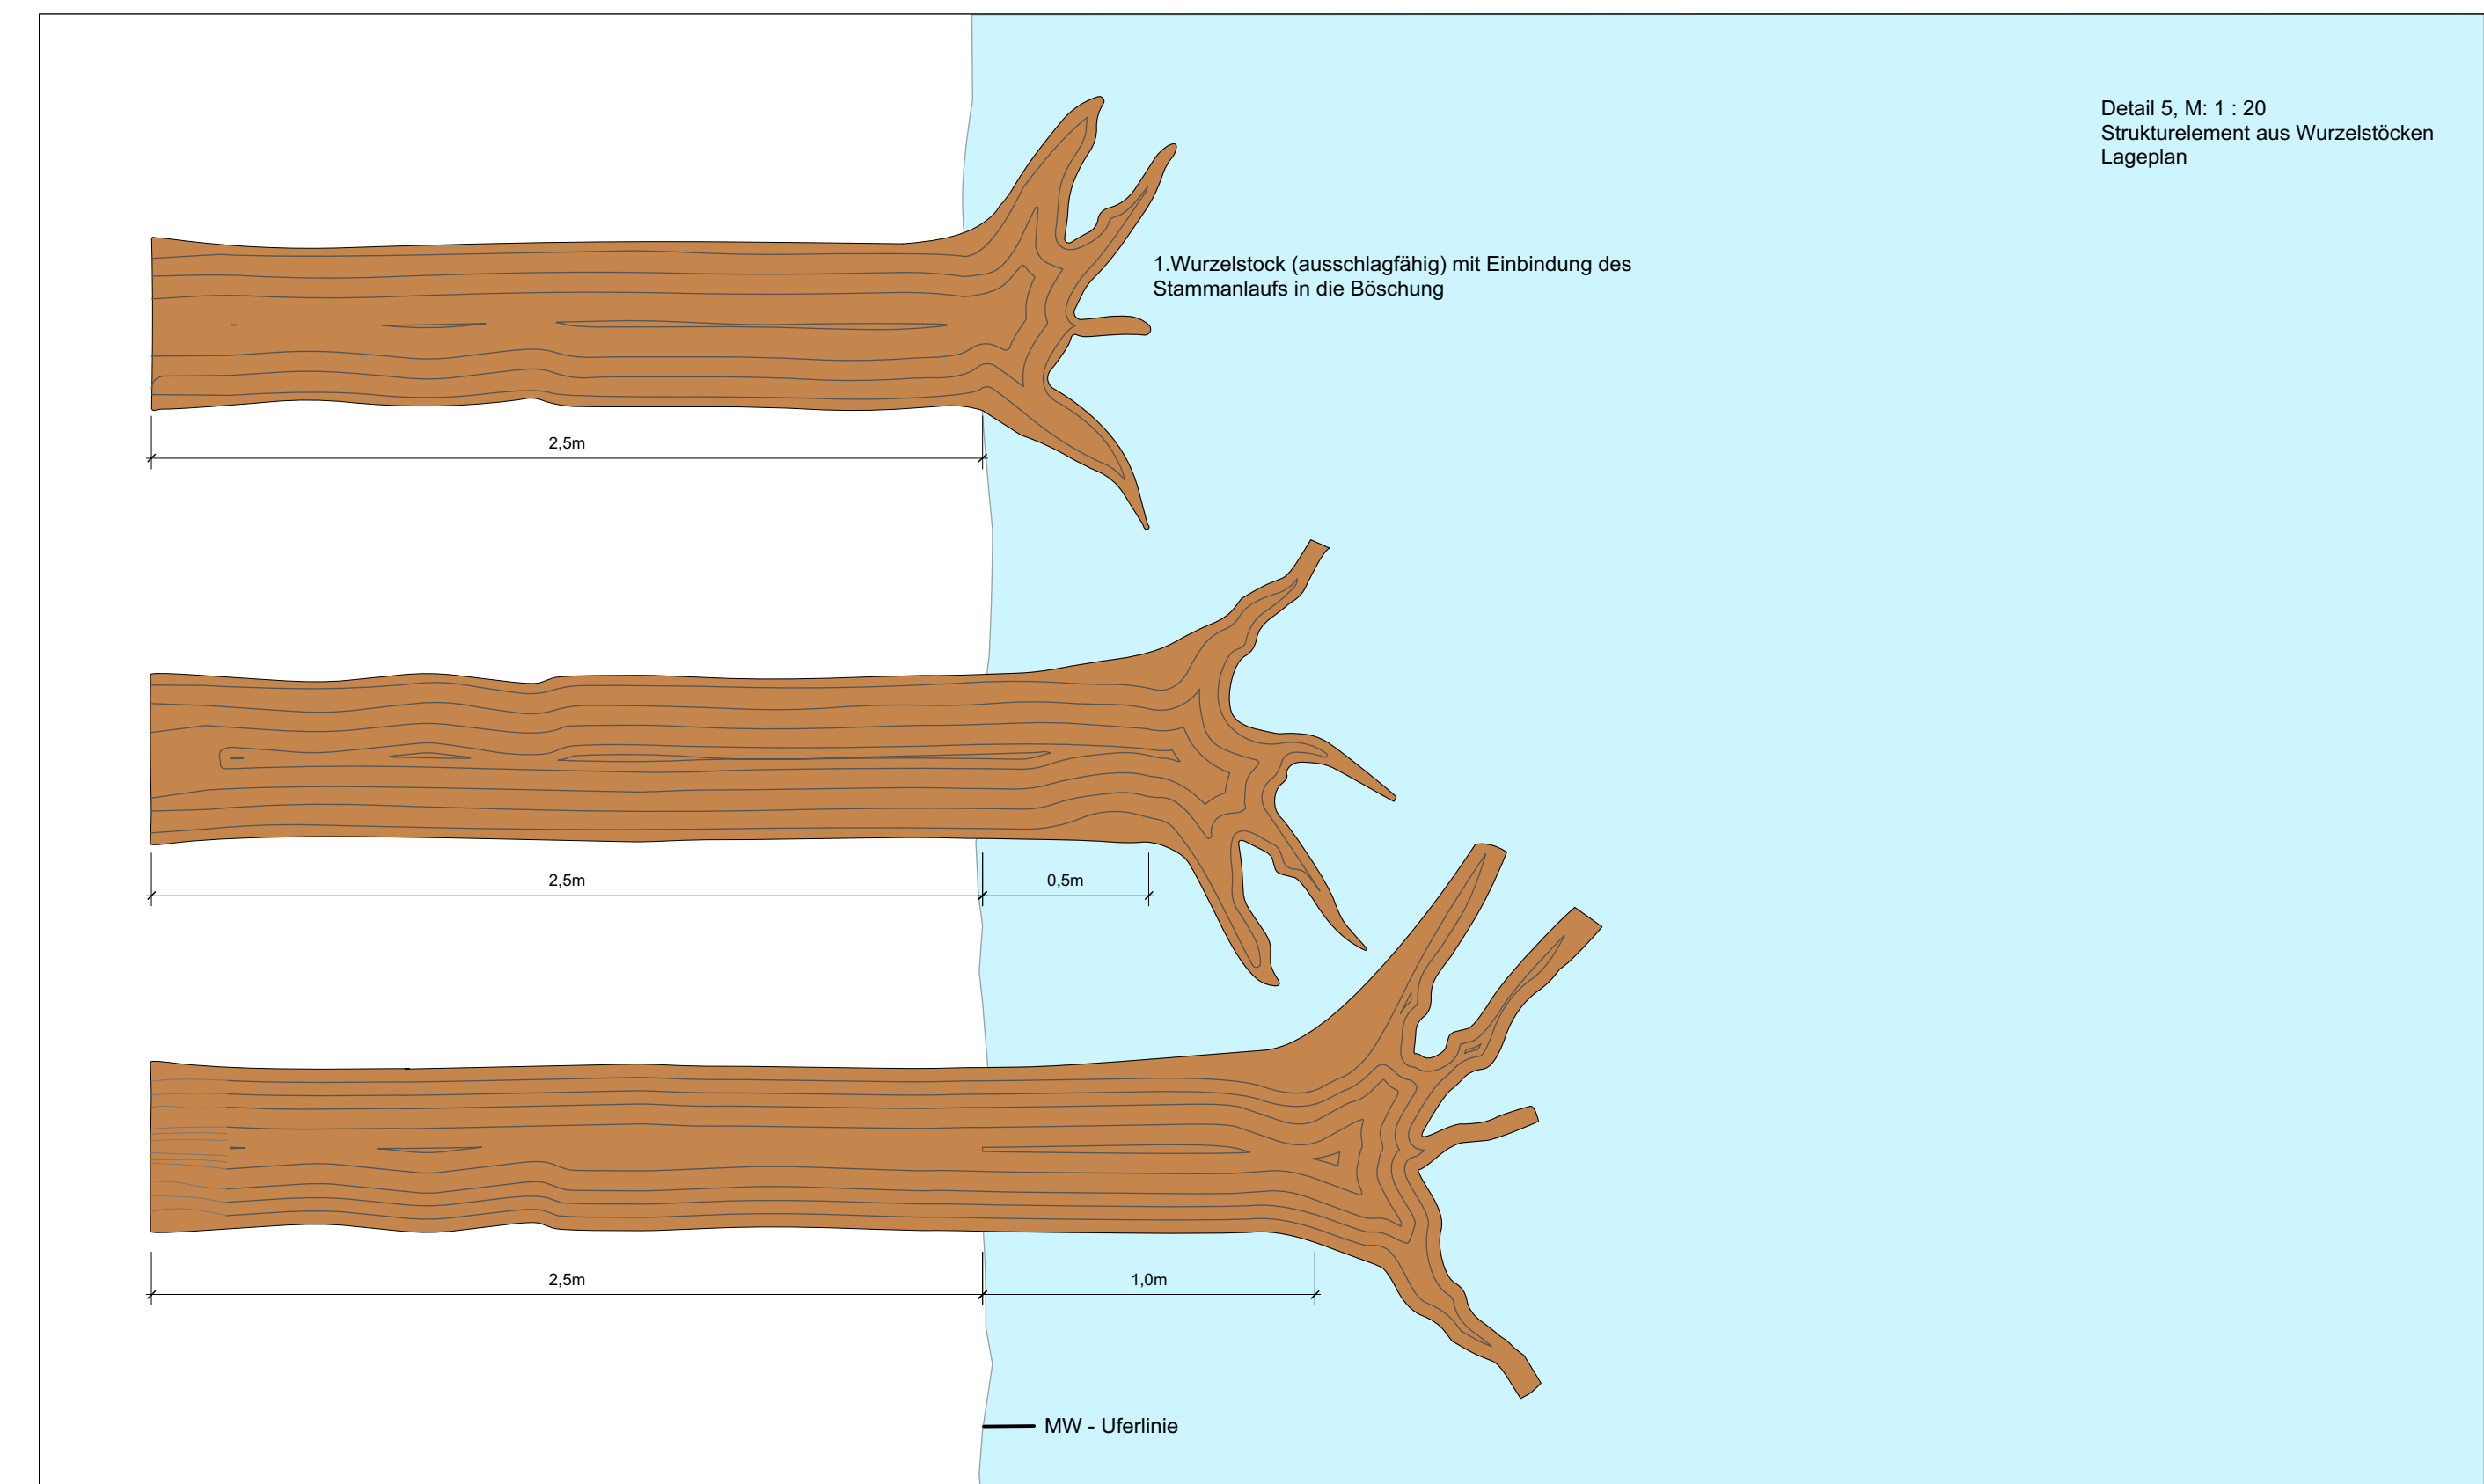 Detail 5, M: 1 : 20
Strukturelement aus Wurzelstöcken
Lageplan
1.Wurzelstock (ausschlagfähig) mit Einbindung des
Stammanlaufs in die Böschung
2,5m
2,5m
0,5m
2,5m
1,0m
MW - Uferlinie